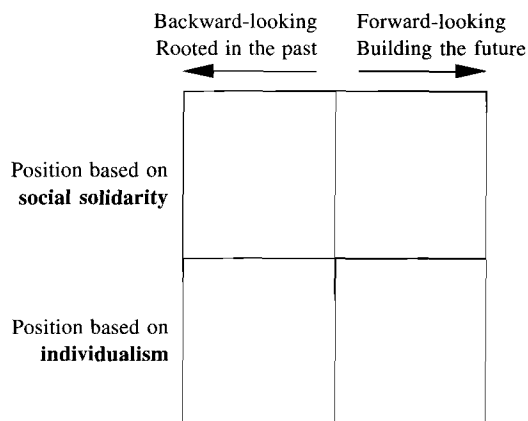 Backward-looking
Rooted in the past
Forward-looking
Building the future
Position based on
social solidarity
Position based on
individualism